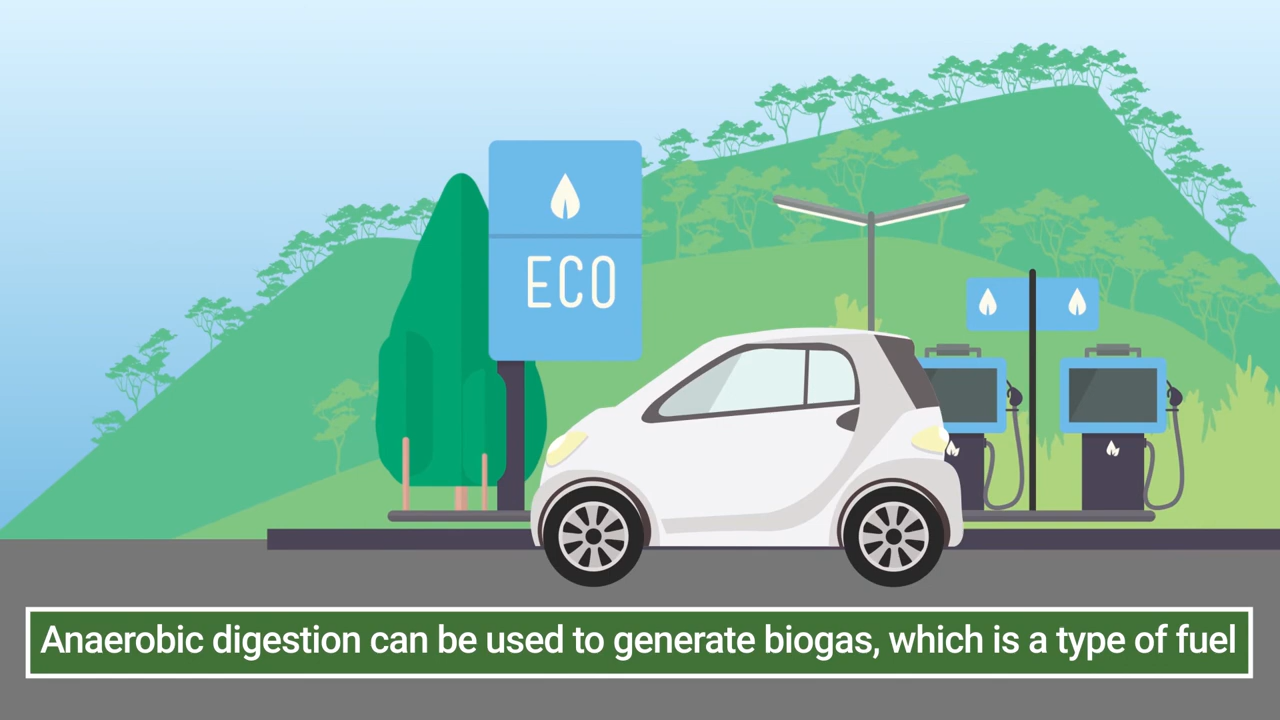 ECO
Anaerobic digestion can be used to generate biogas, which is a type of fuel